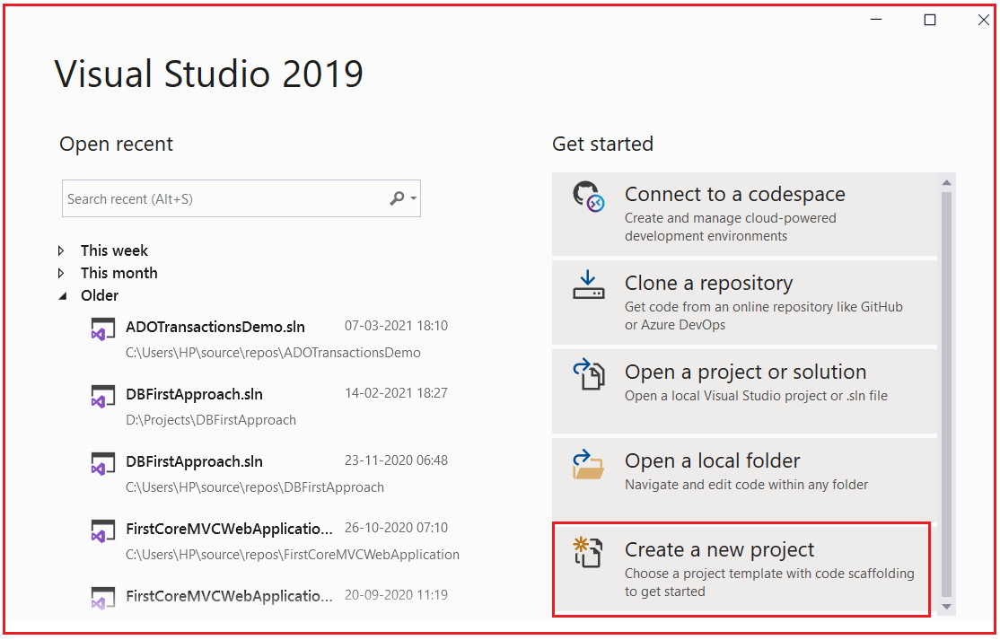 Visual Studio 2019
Open recent
Search recent (Alt+S)
This week
This month
Older
ADOTransactionsDemo.sln 07-03-2021 18:10
C:\Users\HP\source\repos\ADOTransactionsDemo
DBFirstApproach.sln 14-02-2021 18:27
D:\Projects\DBFirstApproach
DBFirstApproach.sln 23-11-2020 06:48
C:\Users\HP\source\repos\DBFirstApproach
FirstCoreMVCWebApplicatio... 26-10-2020 07:10
C:\Users\HP\source\repos\FirstCoreMVCWebApplication
FirstCoreMVCWebApplicatio... 20-09-2020 11:19
Get started
Connect to a codespace
Create and manage cloud-powered
development environments
Clone a repository
Get code from an online repository like GitHub
or Azure DevOps
Open a project or solution
Open a local Visual Studio project or .sln file
Open a local folder
Navigate and edit code within any folder
Create a new project
Choose a project template with code scaffolding
to get started